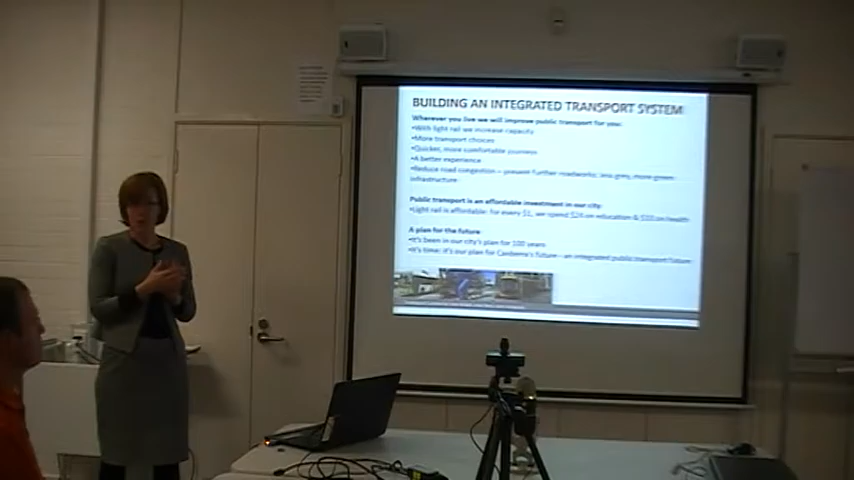 BUILDING AN INTEGRATED TRANSPORT SYSTEM
Wherever you live we will improve public transport for you:
•With light rail we increase capacity
•More transport choices
•Quicker, more comfortable journeys
•A better experience
•Reduce road congestion – prevent further roadworks; less grey, more green
infrastructure
Public transport is an affordable investment in our city:
•Light rail is affordable: for every $1, we spend on education & on health
A plan for the future:
•It's been in our city's plan for 100 years
•It's time: it's our plan for Canberra's future – an integrated public transport future